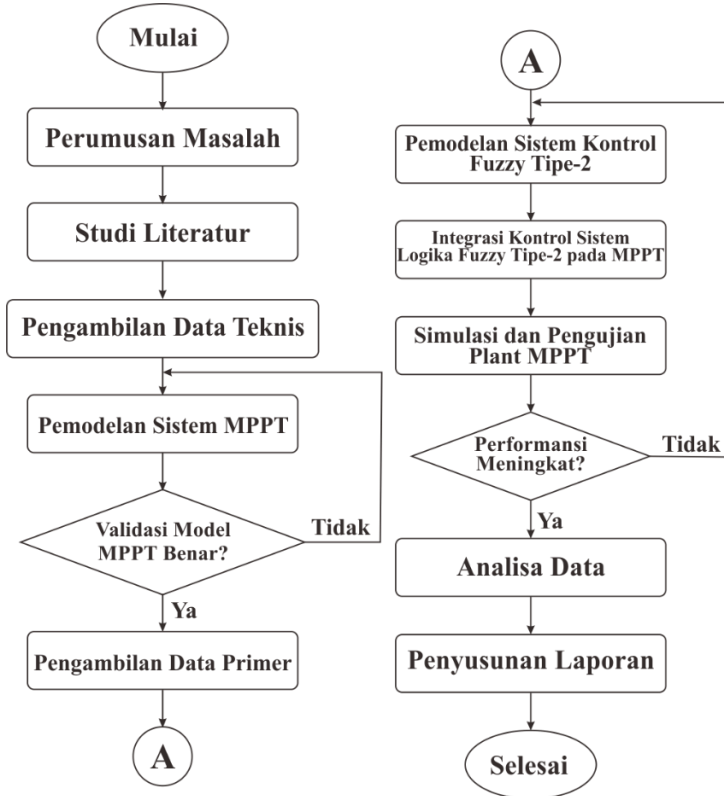 Mulai
Perumusan Masalah
Studi Literatur
Pengambilan Data Teknis
Pemodelan Sistem MPPT
Validasi Model
MPPT Benar?
Tidak
Ya
Pengambilan Data Primer
A
A
Pemodelan Sistem Kontrol
Fuzzy Tipe-2
Integrasi Kontrol Sistem
Logika Fuzzy Tipe-2 pada MPPT
Simulasi dan Pengujian
Plant MPPT
Performansi
Meningkat?
Tidak
Ya
Analisa Data
Penyusunan Laporan
Selesai